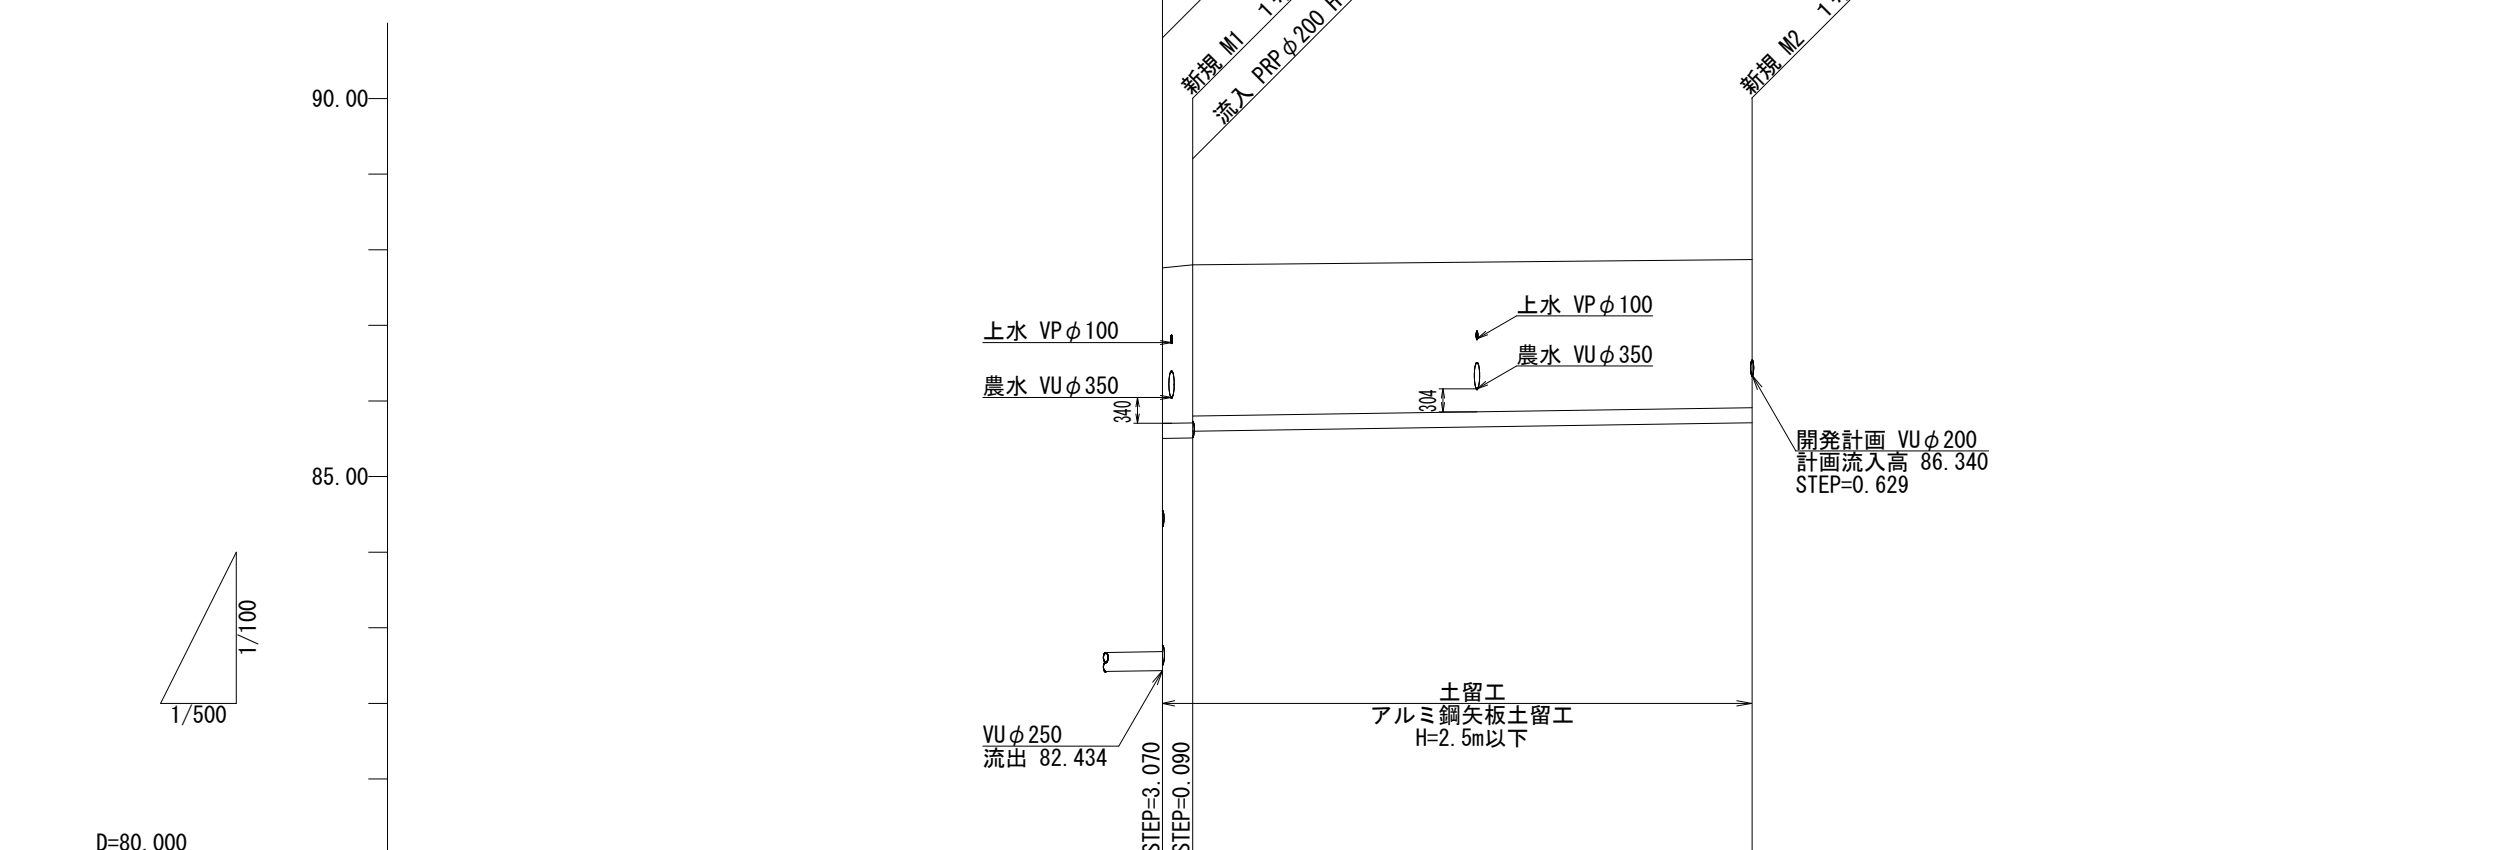 新規 M1
流入 PRPφ200
新規 M2
90.00
上水 VPφ100
上水 VPφ100
農水 VUφ350
農水 VUφ350
340
304
開発計画 VUφ200
計画流入高 86.340
STEP=0.629
85.00
1/100
1/500
土留工
アルミ鋼矢板土留工
H=2.5m以下
VUφ250
流出 82.434
STEP=3.070
STEP=0.090
D=80.000